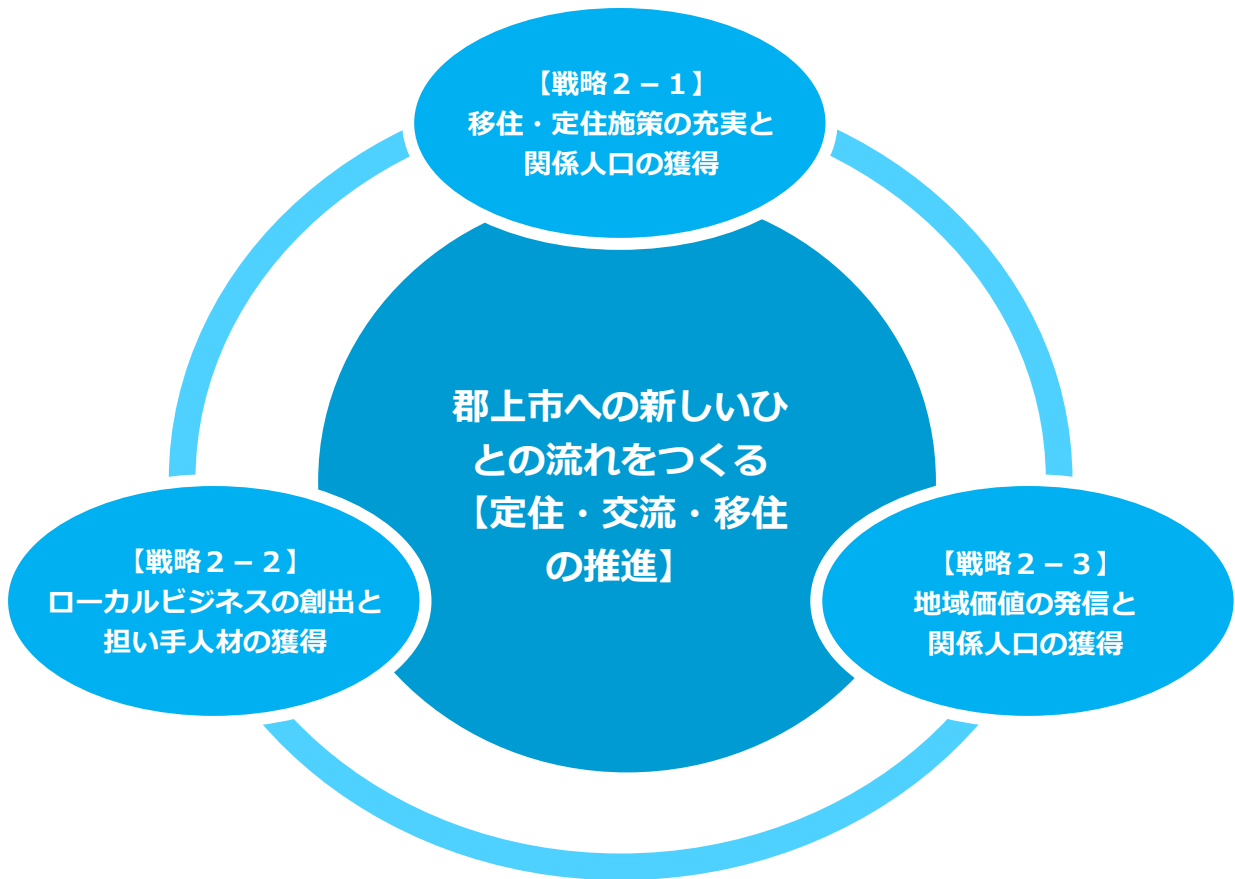 【戦略２－１】
移住・定住施策の充実と
関係人口の獲得
郡上市への新しいひ
との流れをつくる
【定住・交流・移住
の推進】
【戦略２－２】
ローカルビジネスの創出と
担い手人材の獲得
【戦略２－３】
地域価値の発信と
関係人口の獲得